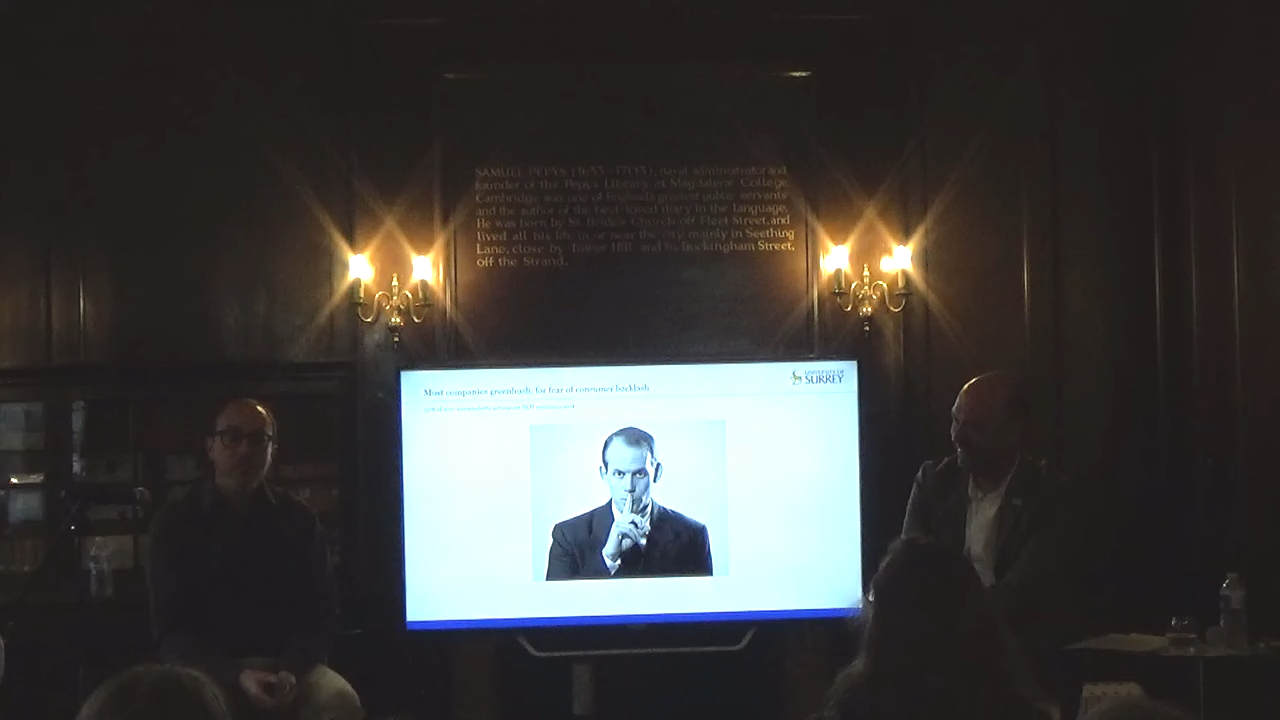 SAMUEL PEPYS (1633–1703), naval administrator and
founder of the Pepys Library at Magdalene College
Cambridge was one of England's greatest public servants
and the author of the best-loved diary in the language.
He was born by St. Bride's Church off Fleet Street, and
lived all his life in or near the city, mainly in Seething
Lane, close by Tower Hill and in Buckingham Street,
off the Strand.
UNIVERSITY OF
SURREY
Most companies greenhush, for fear of consumer backlash